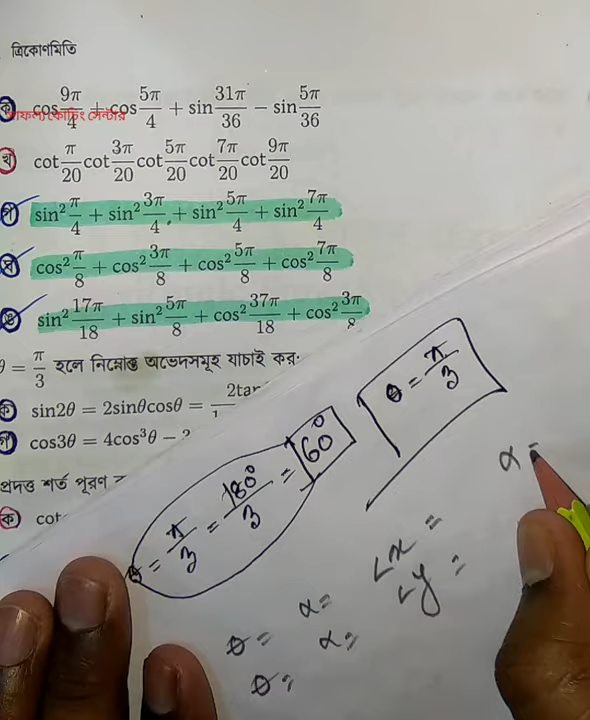 ত্রিকোণমিতি
ক cos 9π/4 + cos 5π/4 + sin 31π/36 − sin 5π/36
সেন্টার
খ cot π/20 cot 3π/20 cot 5π/20 cot 7π/20 cot 9π/20
গ sin² π/4 + sin² 3π/4 + sin² 5π/4 + sin² 7π/4
ঘ cos² π/8 + cos² 3π/8 + cos² 5π/8 + cos² 7π/8
ঙ sin² 17π/18 + sin² 5π/8 + cos² 37π/18 + cos² 3π/8
θ = π/3 হলে নিম্নোক্ত অভেদসমূহ যাচাই কর:
ক sin2θ = 2sinθcosθ = 2tan
cos3θ = 4cos³θ −
প্রদত্ত শর্ত পূরণ
ক cot
θ = π/3
θ = π/3 = 180°/3 = 60°
α =
∠x =
∠y =
α =
θ = α =
θ =